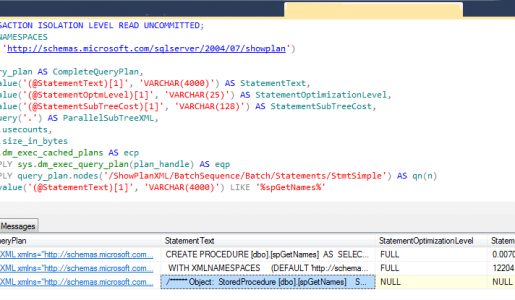 SACTION ISOLATION LEVEL READ UNCOMMITTED;
NAMESPACES
'http://schemas.microsoft.com/sqlserver/2004/07/showplan')
ry_plan AS CompleteQueryPlan,
alue('(@StatementText)[1]', 'VARCHAR(4000)') AS StatementText,
alue('(@StatementOptmLevel)[1]', 'VARCHAR(25)') AS StatementOptimizationLevel,
alue('(@StatementSubTreeCost)[1]', 'VARCHAR(128)') AS StatementSubTreeCost,
uery('.') AS ParallelSubTreeXML,
.usecounts,
.size_in_bytes
.dm_exec_cached_plans AS ecp
PLY sys.dm_exec_query_plan(plan_handle) AS eqp
PLY query_plan.nodes('/ShowPlanXML/BatchSequence/Batch/Statements/StmtSimple') AS qn(n)
value('(@StatementText)[1]', 'VARCHAR(4000)') LIKE '%spGetNames%'
Messages
ueryPlan StatementText StatementOptimizationLevel Statem
XML xmlns="http://schemas.microsoft.com... CREATE PROCEDURE [dbo].[spGetNames] AS SELEC... FULL 0.0070
XML xmlns="http://schemas.microsoft.com... WITH XMLNAMESPACES (DEFAULT 'http://schema... FULL 12204
XML xmlns="http://schemas.microsoft.com... /****** Object: StoredProcedure [dbo].[spGetNames] S... NULL NULL